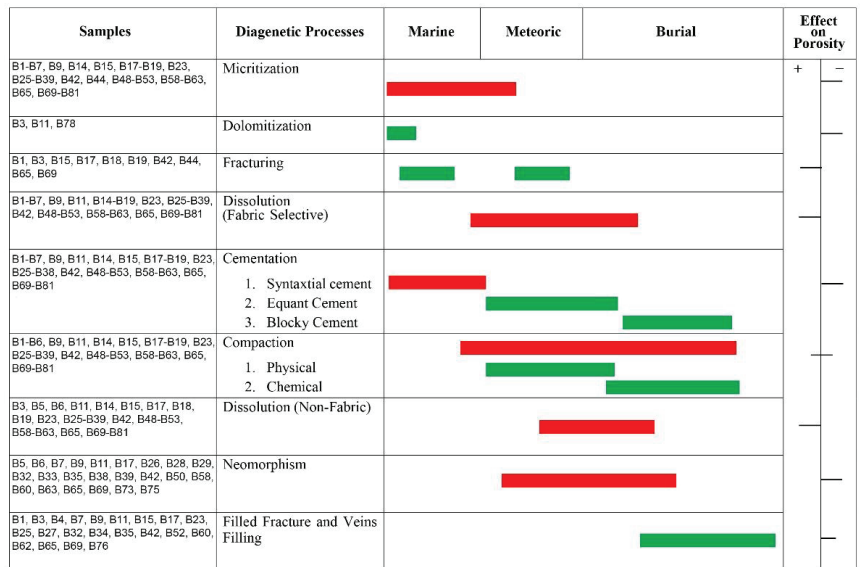 Samples Diagenetic Processes Marine Meteoric Burial Effect on Porosity
+ −
B1-B7, B9, B14, B15, B17-B19, B23,
B25-B39, B42, B44, B48-B53, B58-B63,
B65, B69-B81
Micritization
B3, B11, B78
Dolomitization
B1, B3, B15, B17, B18, B19, B42, B44,
B65, B69
Fracturing
B1-B7, B9, B11, B14-B19, B23, B25-B39,
B42, B48-B53, B58-B63, B65, B69-B81
Dissolution
(Fabric Selective)
B1-B7, B9, B11, B14, B15, B17-B19, B23,
B25-B38, B42, B48-B53, B58-B63, B65,
B69-B81
Cementation
1. Syntaxtial cement
2. Equant Cement
3. Blocky Cement
B1-B6, B9, B11, B14, B15, B17-B19, B23,
B25-B39, B42, B48-B53, B58-B63, B65,
B69-B81
Compaction
1. Physical
2. Chemical
B3, B5, B6, B11, B14, B15, B17, B18,
B19, B23, B25-B39, B42, B48-B53,
B58-B63, B65, B69-B81
Dissolution (Non-Fabric)
B5, B6, B7, B9, B11, B17, B26, B28, B29,
B32, B33, B35, B38, B39, B42, B50, B58,
B60, B63, B65, B69, B73, B75
Neomorphism
B1, B3, B4, B7, B9, B11, B15, B17, B23,
B25, B27, B32, B34, B35, B42, B52, B60,
B62, B65, B69, B76
Filled Fracture and Veins
Filling